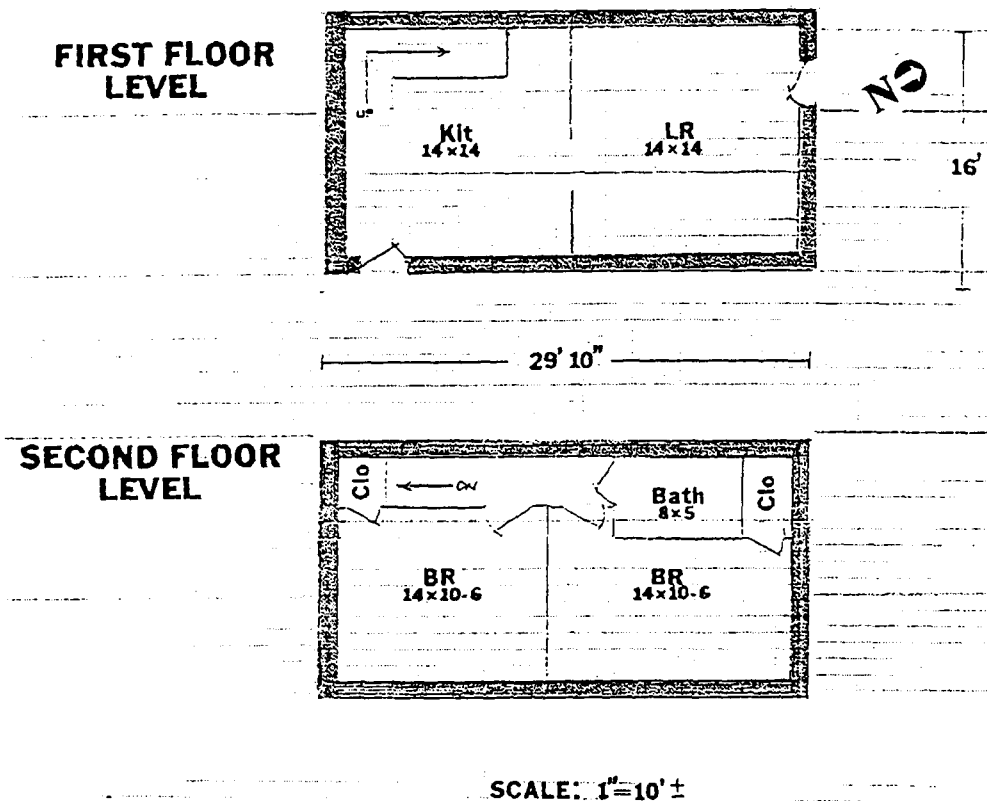 FIRST FLOOR
LEVEL
N
UP
Kit
14×14
LR
14×14
16'
29' 10"
SECOND FLOOR
LEVEL
Clo
DN
Bath
8×5
Clo
BR
14×10-6
BR
14×10-6
SCALE: 1"=10' ±